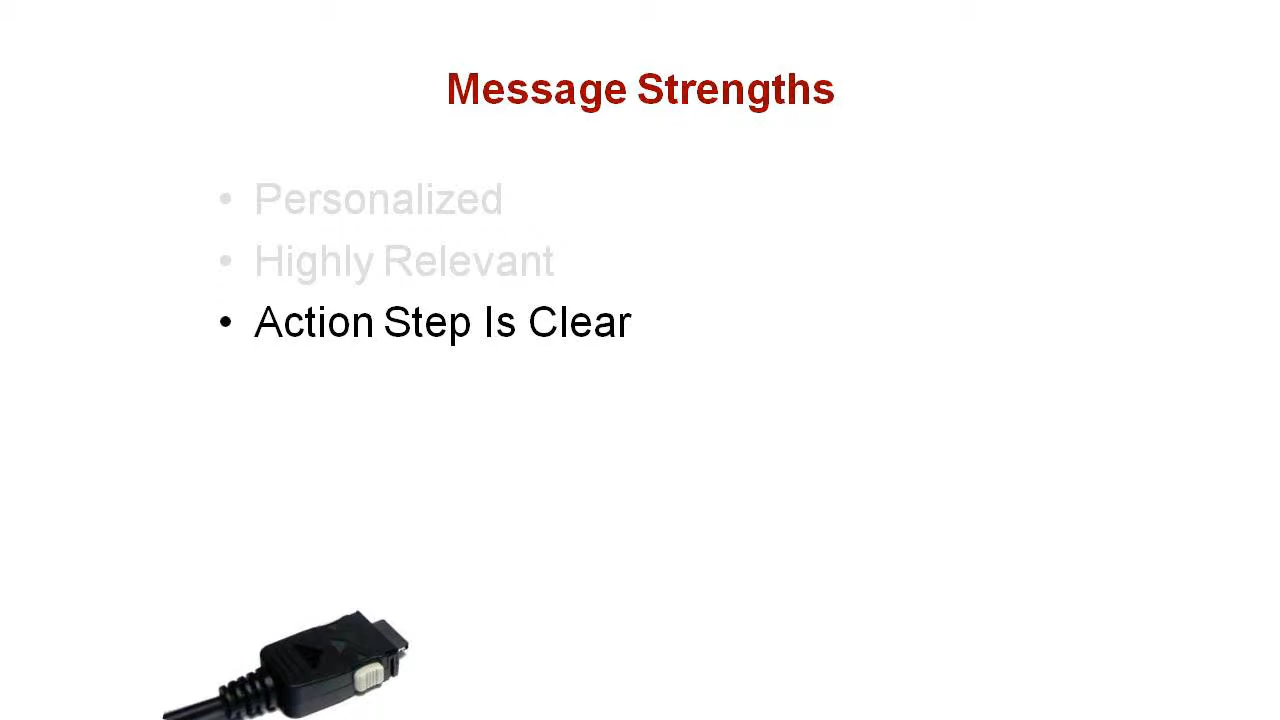 Message Strengths
• Personalized
• Highly Relevant
• Action Step Is Clear